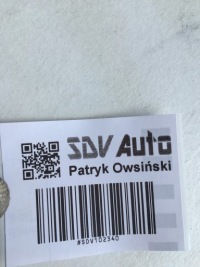 SDV Auto
Patryk Owsiński
#SDV102340